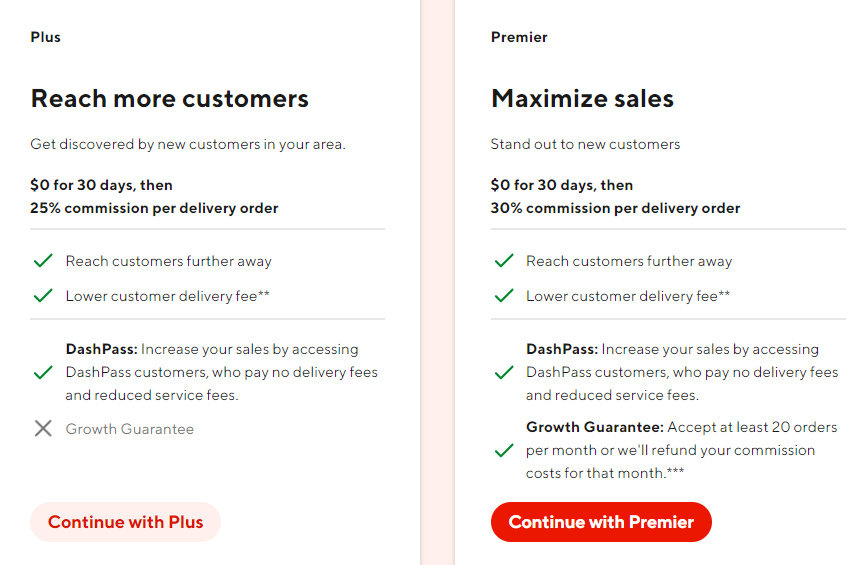 Plus
Reach more customers
Get discovered by new customers in your area.
$0 for 30 days, then
25% commission per delivery order
Reach customers further away
Lower customer delivery fee**
DashPass: Increase your sales by accessing
DashPass customers, who pay no delivery fees
and reduced service fees.
Growth Guarantee
Continue with Plus
Premier
Maximize sales
Stand out to new customers
$0 for 30 days, then
30% commission per delivery order
Reach customers further away
Lower customer delivery fee**
DashPass: Increase your sales by accessing
DashPass customers, who pay no delivery fees
and reduced service fees.
Growth Guarantee: Accept at least 20 orders
per month or we'll refund your commission
costs for that month.***
Continue with Premier